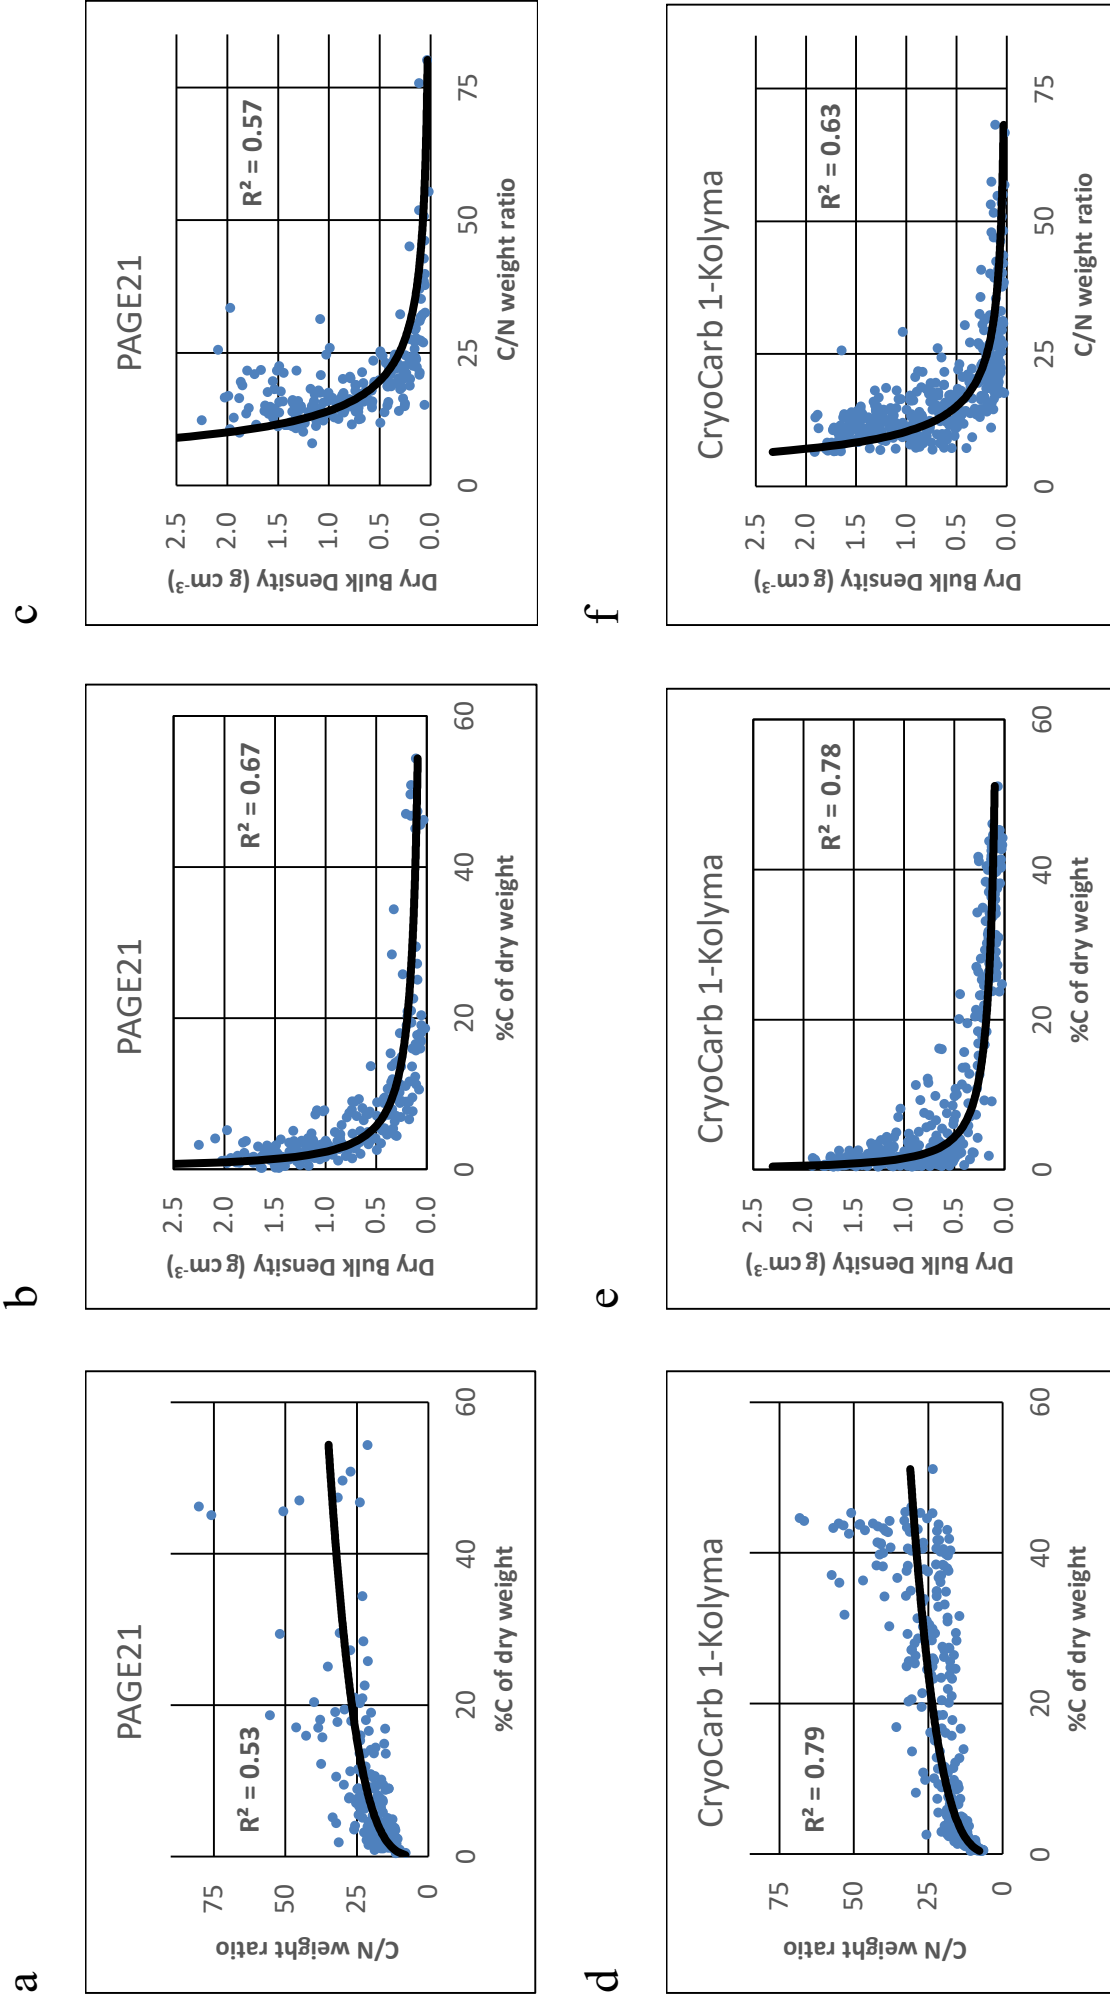 a
PAGE21
R² = 0.53
75
50
25
0
C/N weight ratio
0
20
40
60
%C of dry weight
b
PAGE21
R² = 0.67
2.5
2.0
1.5
1.0
0.5
0.0
Dry Bulk Density (g cm⁻³)
0
20
40
60
%C of dry weight
c
PAGE21
R² = 0.57
2.5
2.0
1.5
1.0
0.5
0.0
Dry Bulk Density (g cm⁻³)
0
25
50
75
C/N weight ratio
d
CryoCarb 1-Kolyma
R² = 0.79
75
50
25
0
C/N weight ratio
0
20
40
60
%C of dry weight
e
CryoCarb 1-Kolyma
R² = 0.78
2.5
2.0
1.5
1.0
0.5
0.0
Dry Bulk Density (g cm⁻³)
0
20
40
60
%C of dry weight
f
CryoCarb 1-Kolyma
R² = 0.63
2.5
2.0
1.5
1.0
0.5
0.0
Dry Bulk Density (g cm⁻³)
0
25
50
75
C/N weight ratio